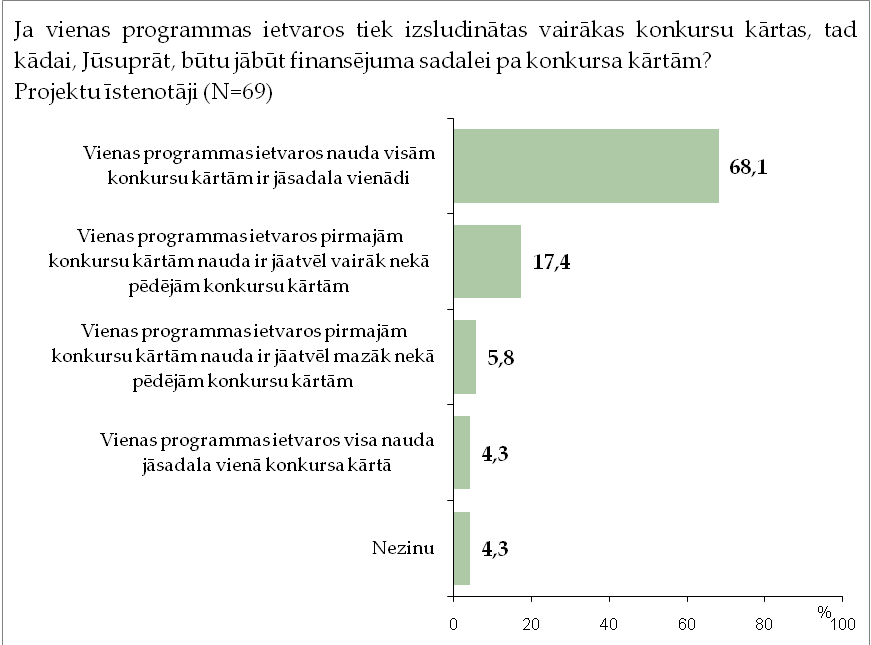 Ja vienas programmas ietvaros tiek izsludinātas vairākas konkursu kārtas, tad
kādai, Jūsuprāt, būtu jābūt finansējuma sadalei pa konkursa kārtām?
Projektu īstenotāji (N=69)
Vienas programmas ietvaros nauda visām
konkursu kārtām ir jāsadala vienādi
68,1
Vienas programmas ietvaros pirmajām
konkursu kārtām nauda ir jāatvēl vairāk nekā
pēdējām konkursu kārtām
17,4
Vienas programmas ietvaros pirmajām
konkursu kārtām nauda ir jāatvēl mazāk nekā
pēdējām konkursu kārtām
5,8
Vienas programmas ietvaros visa nauda
jāsadala vienā konkursa kārtā
4,3
Nezinu
4,3
%
0 20 40 60 80 100